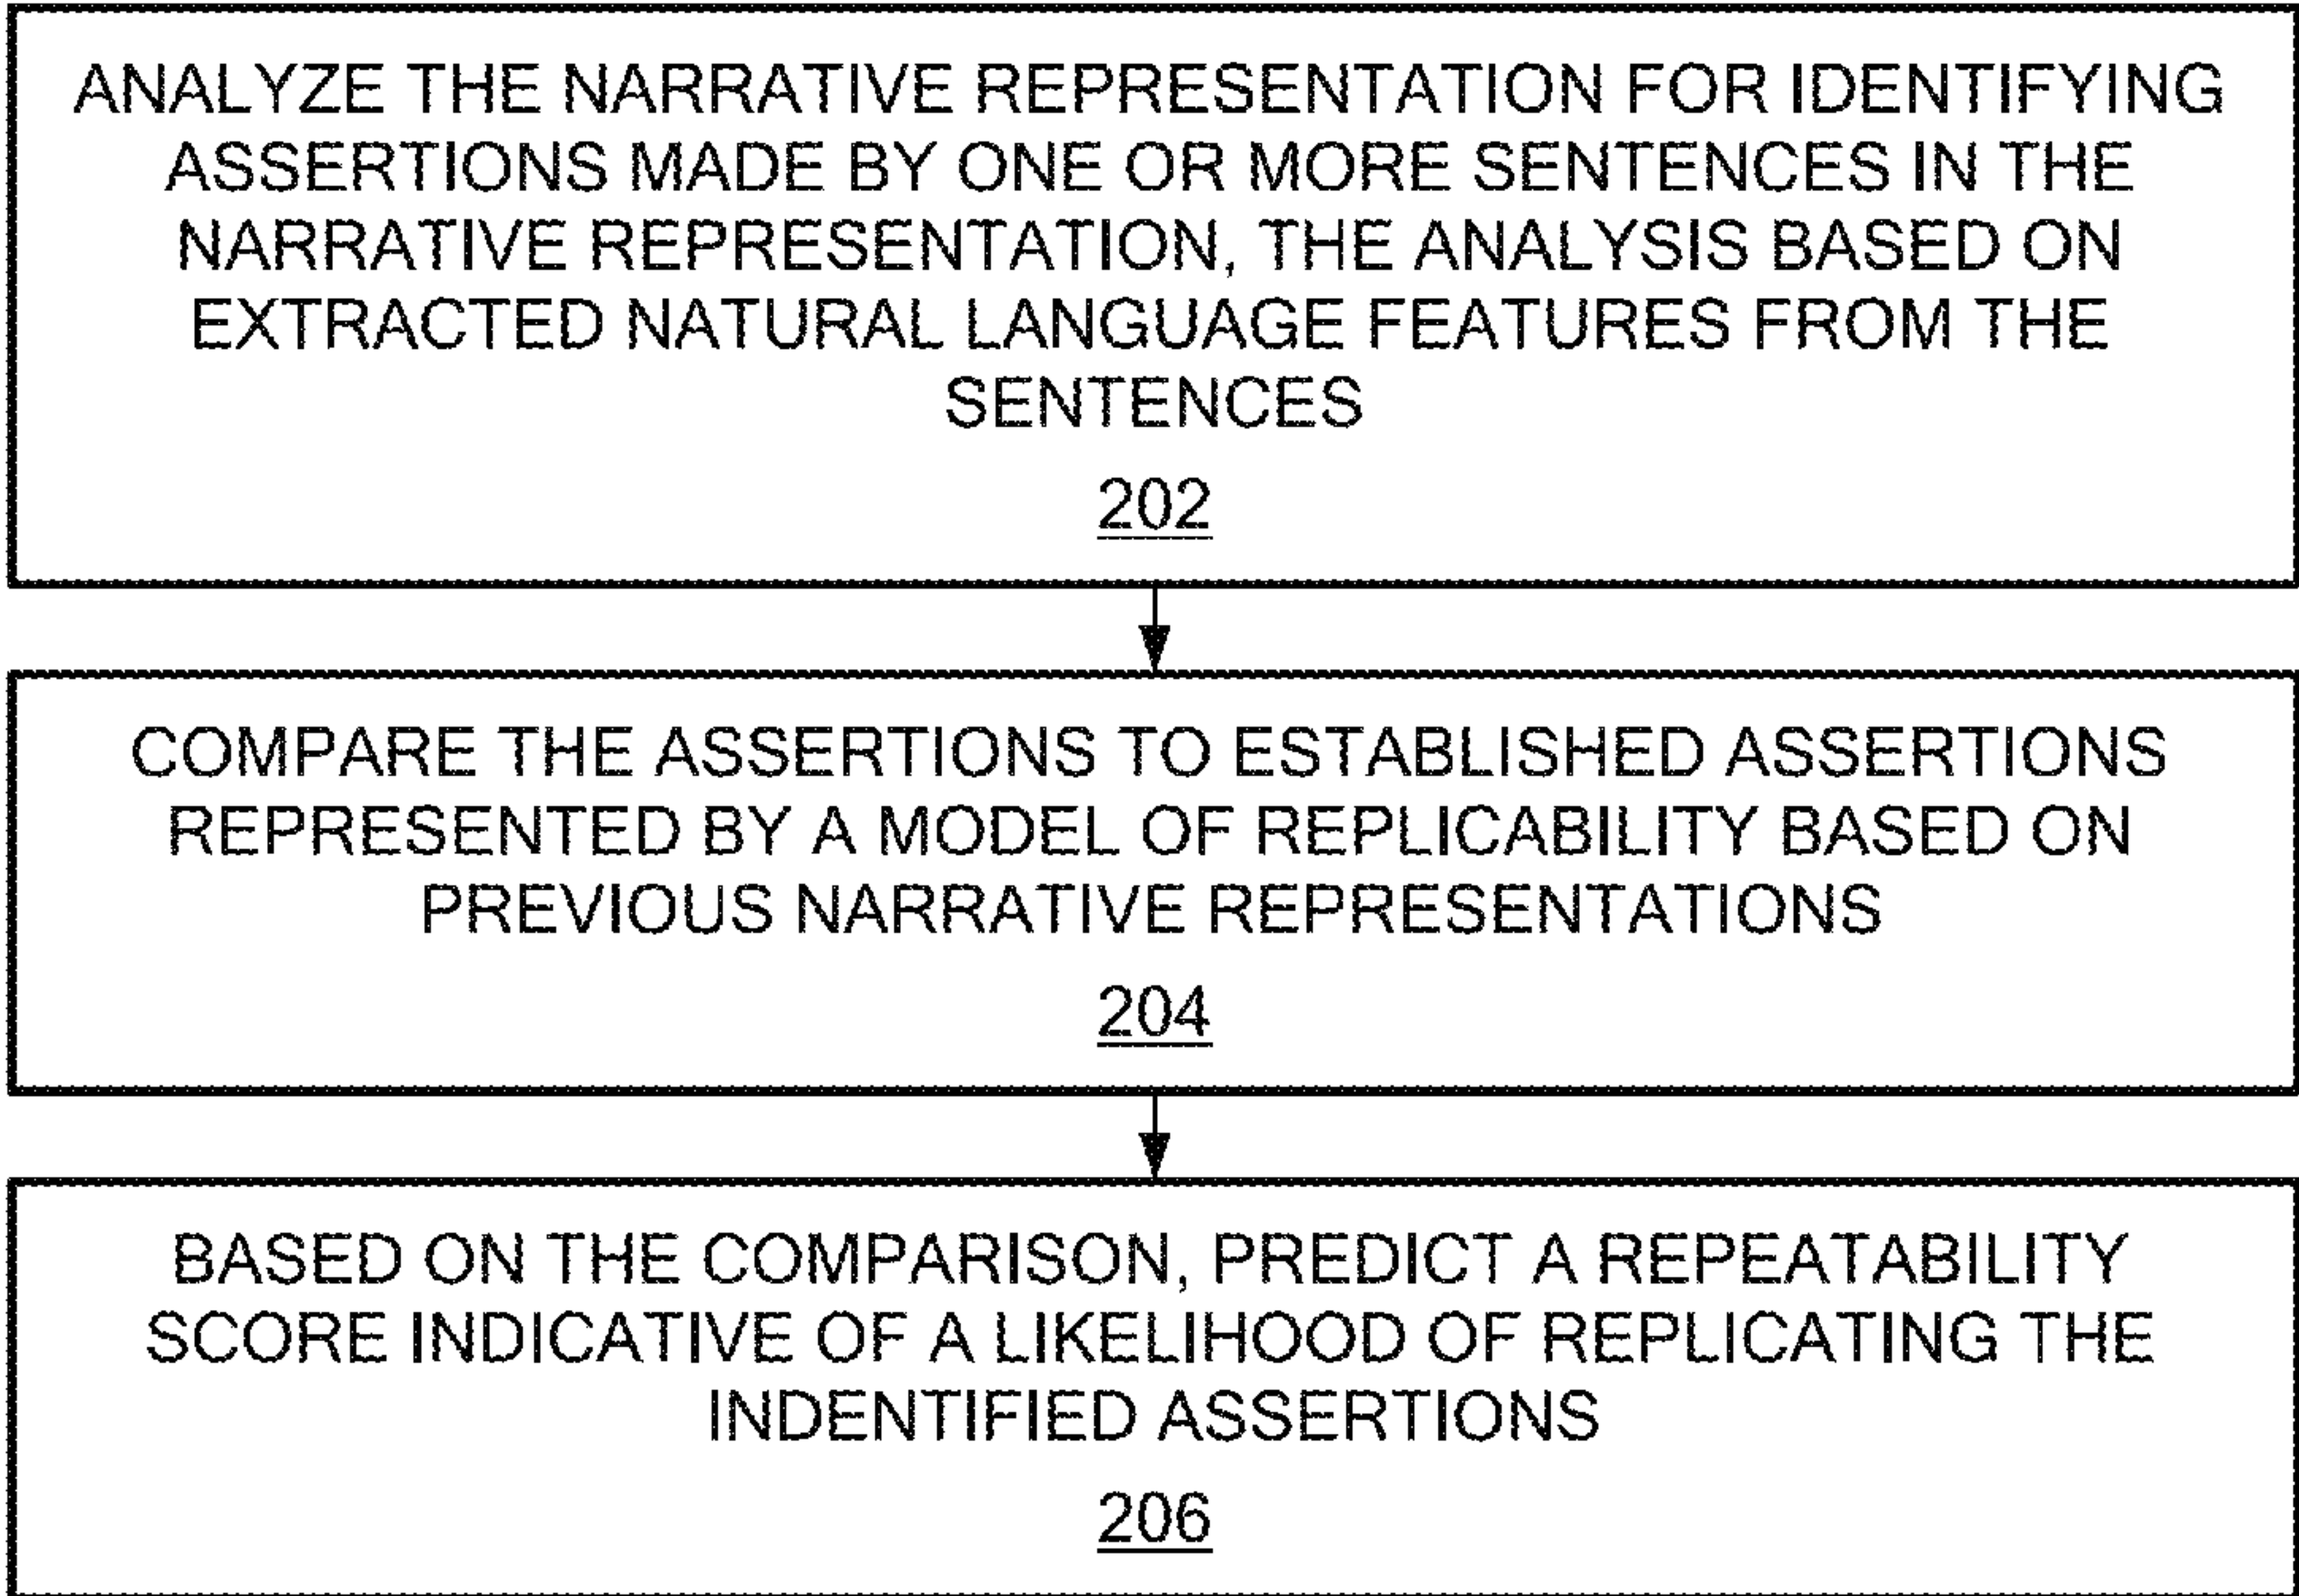 ANALYZE THE NARRATIVE REPRESENTATION FOR IDENTIFYING
ASSERTIONS MADE BY ONE OR MORE SENTENCES IN THE
NARRATIVE REPRESENTATION, THE ANALYSIS BASED ON
EXTRACTED NATURAL LANGUAGE FEATURES FROM THE
SENTENCES
202
COMPARE THE ASSERTIONS TO ESTABLISHED ASSERTIONS
REPRESENTED BY A MODEL OF REPLICABILITY BASED ON
PREVIOUS NARRATIVE REPRESENTATIONS
204
BASED ON THE COMPARISON, PREDICT A REPEATABILITY
SCORE INDICATIVE OF A LIKELIHOOD OF REPLICATING THE
INDENTIFIED ASSERTIONS
206